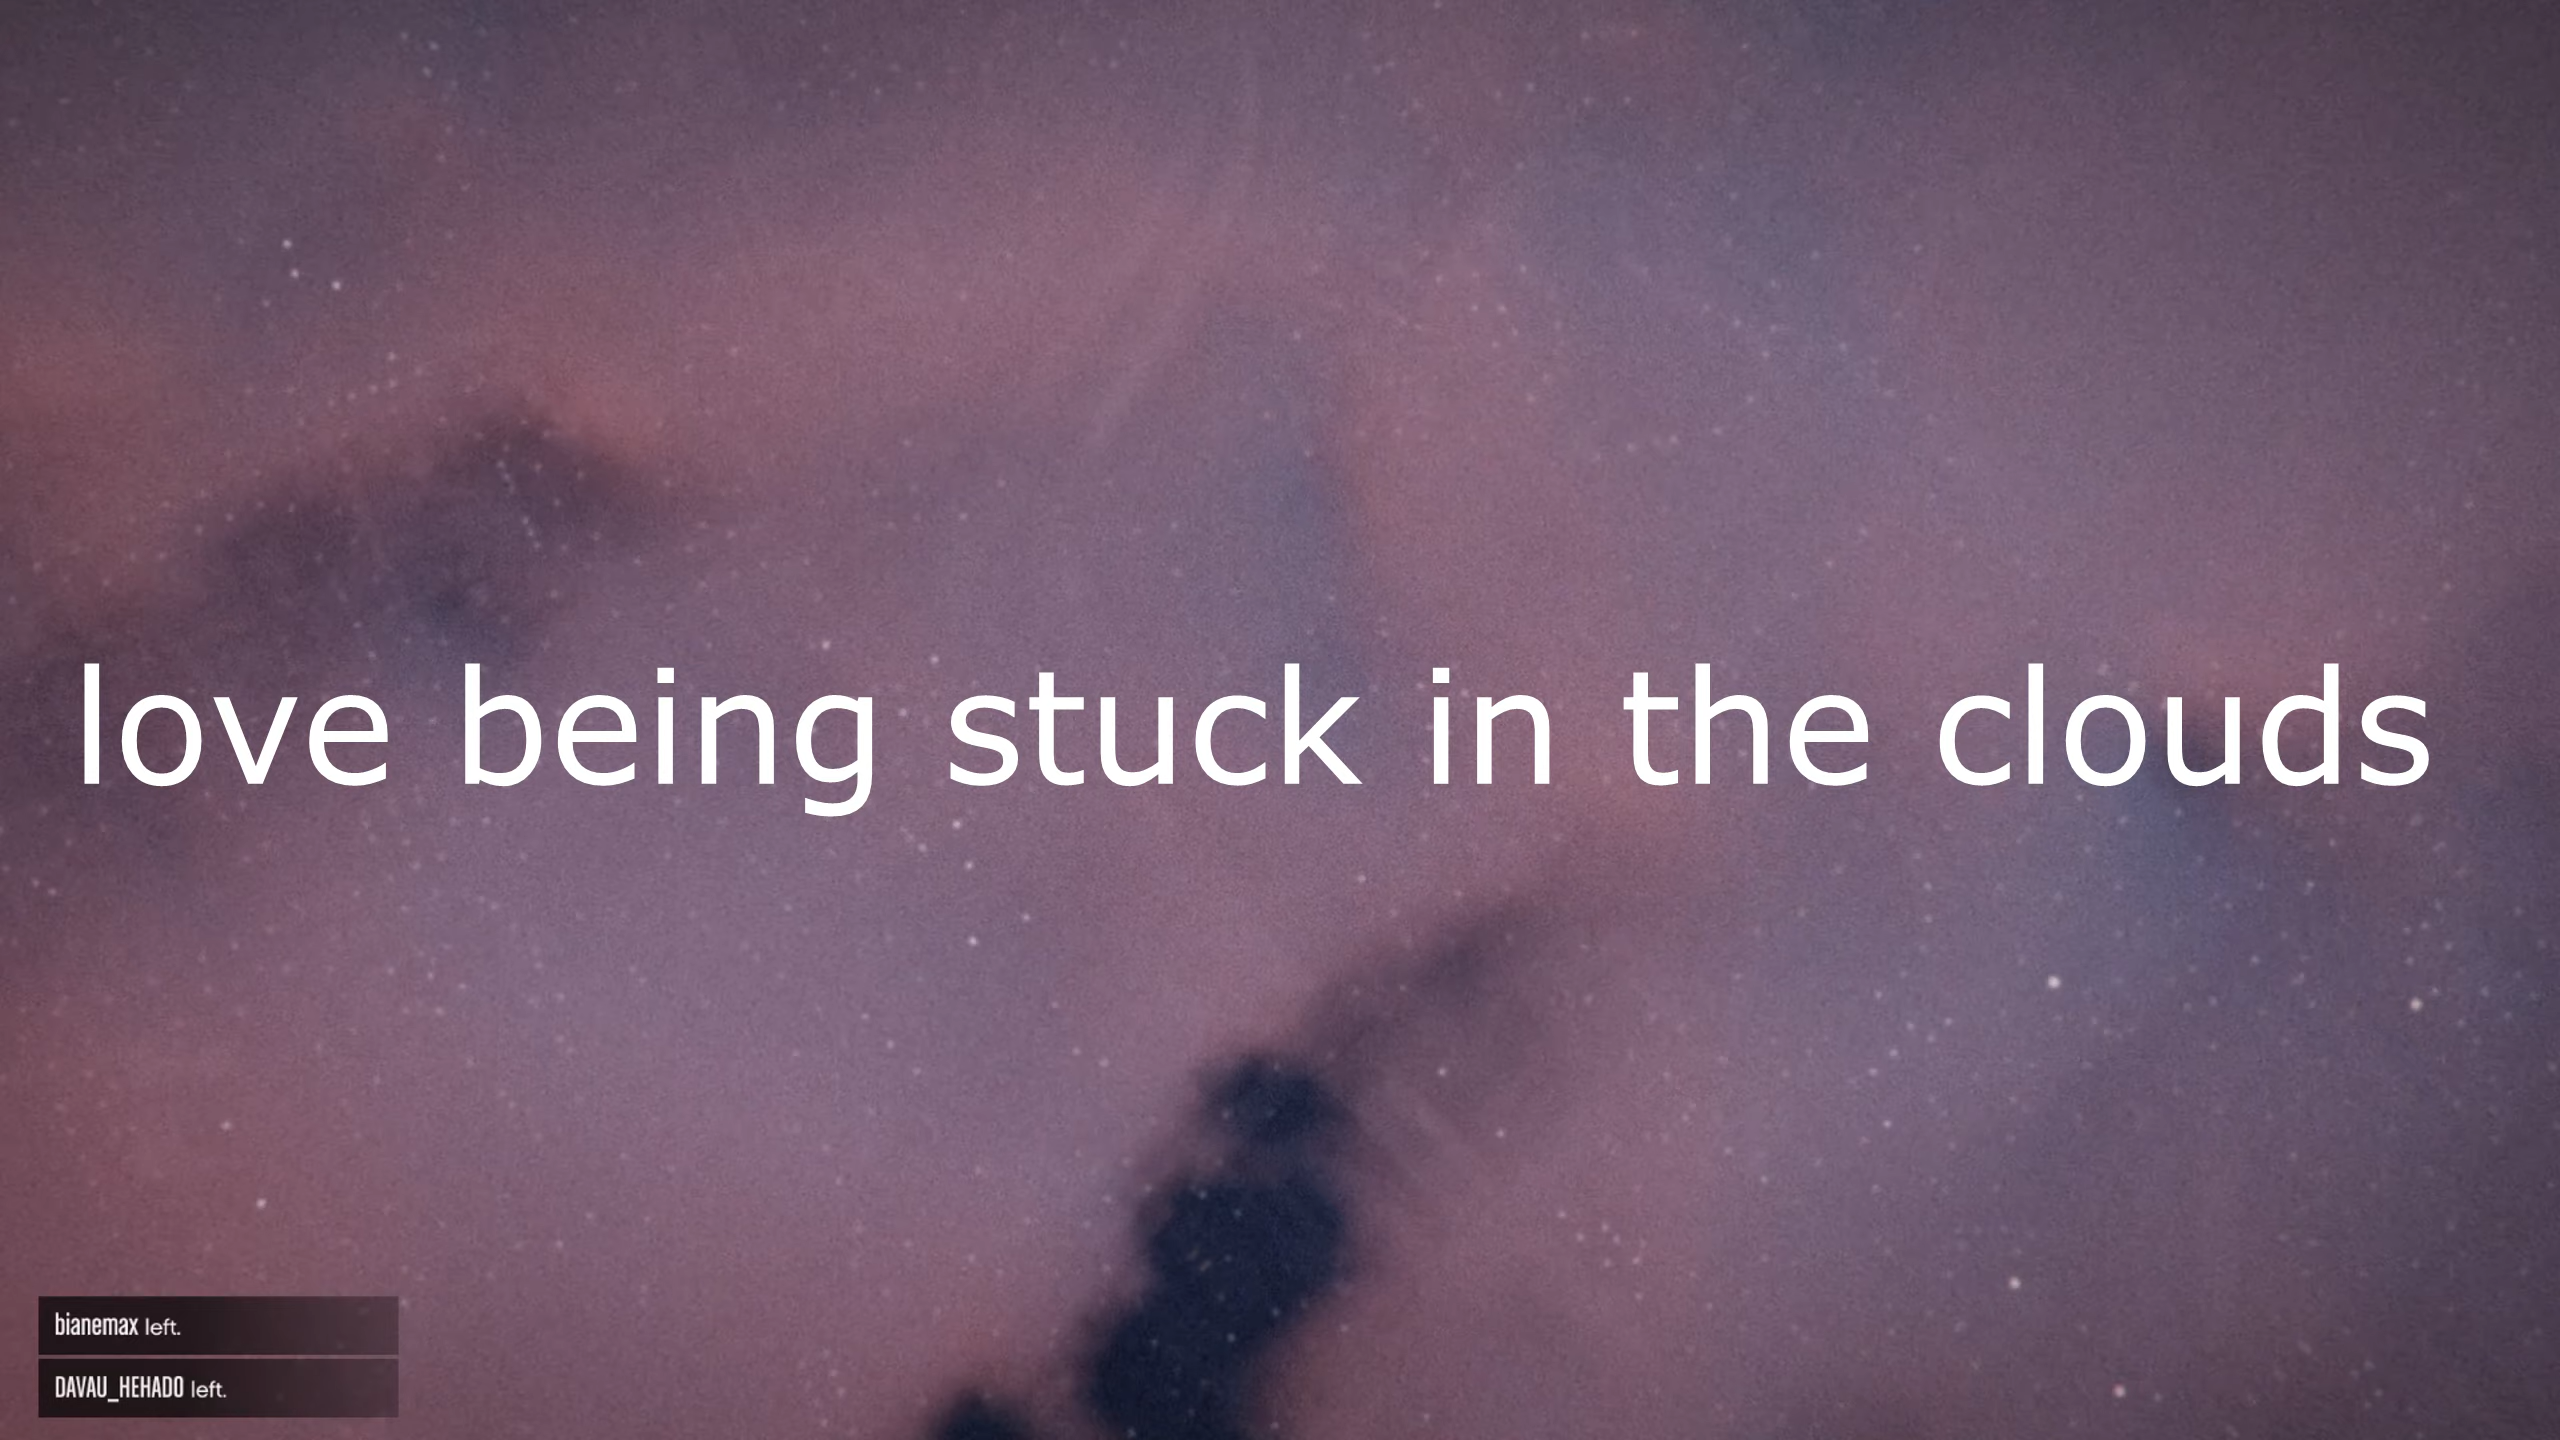 love being stuck in the clouds
bianemax left.
DAVAU_HEHADO left.